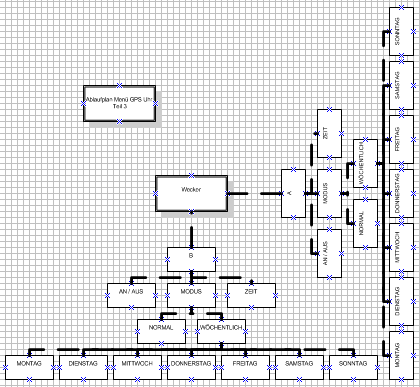 SONNTAG
SAMSTAG
Ablaufplan Menü GPS Uhr
Teil 3
ZEIT
FREITAG
WÖCHENTLICH
Wecker
A
MODUS
DONNERSTAG
NORMAL
AN / AUS
MITTWOCH
B
AN / AUS
MODUS
ZEIT
DIENSTAG
NORMAL
WÖCHENTLICH
MONTAG
MONTAG
DIENSTAG
MITTWOCH
DONNERSTAG
FREITAG
SAMSTAG
SONNTAG